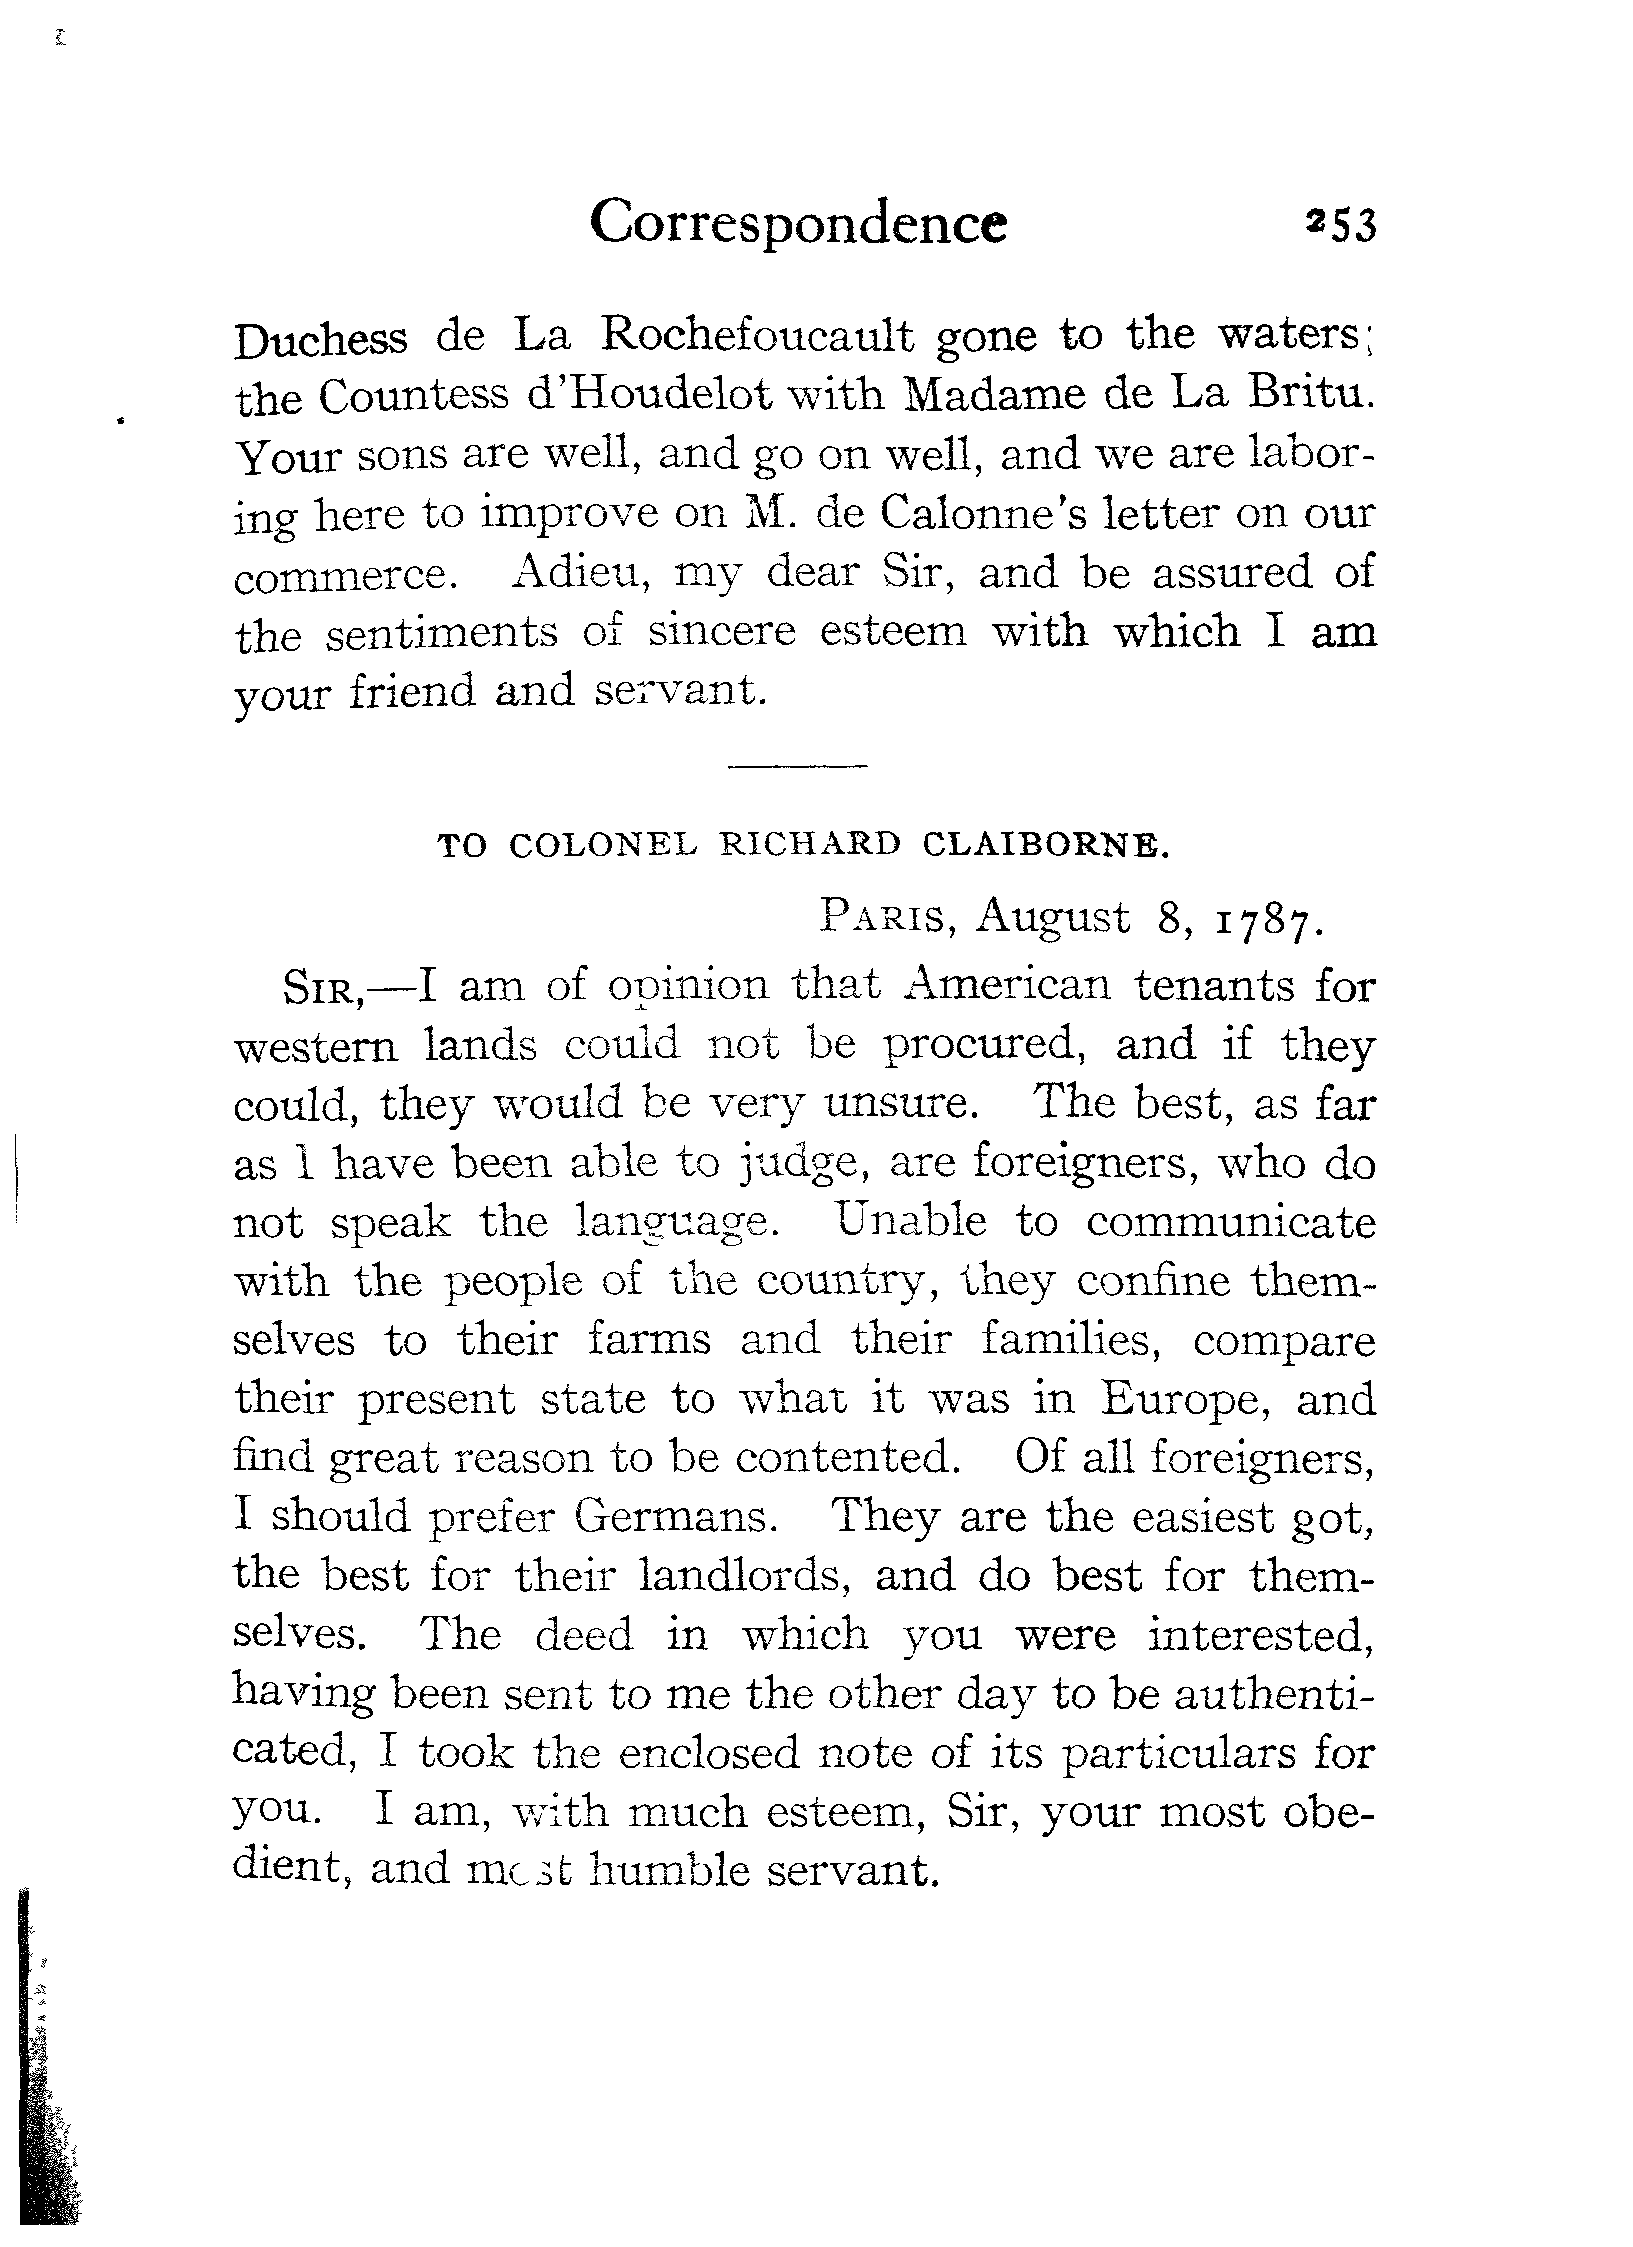 Correspondence 253
Duchess de La Rochefoucault gone to the waters;
the Countess d'Houdelot with Madame de La Britu.
Your sons are well, and go on well, and we are labor-
ing here to improve on M. de Calonne's letter on our
commerce. Adieu, my dear Sir, and be assured of
the sentiments of sincere esteem with which I am
your friend and servant.
TO COLONEL RICHARD CLAIBORNE.
PARIS, August 8, 1787.
SIR,—I am of opinion that American tenants for
western lands could not be procured, and if they
could, they would be very unsure. The best, as far
as I have been able to judge, are foreigners, who do
not speak the language. Unable to communicate
with the people of the country, they confine them-
selves to their farms and their families, compare
their present state to what it was in Europe, and
find great reason to be contented. Of all foreigners,
I should prefer Germans. They are the easiest got,
the best for their landlords, and do best for them-
selves. The deed in which you were interested,
having been sent to me the other day to be authenti-
cated, I took the enclosed note of its particulars for
you. I am, with much esteem, Sir, your most obe-
dient, and most humble servant.